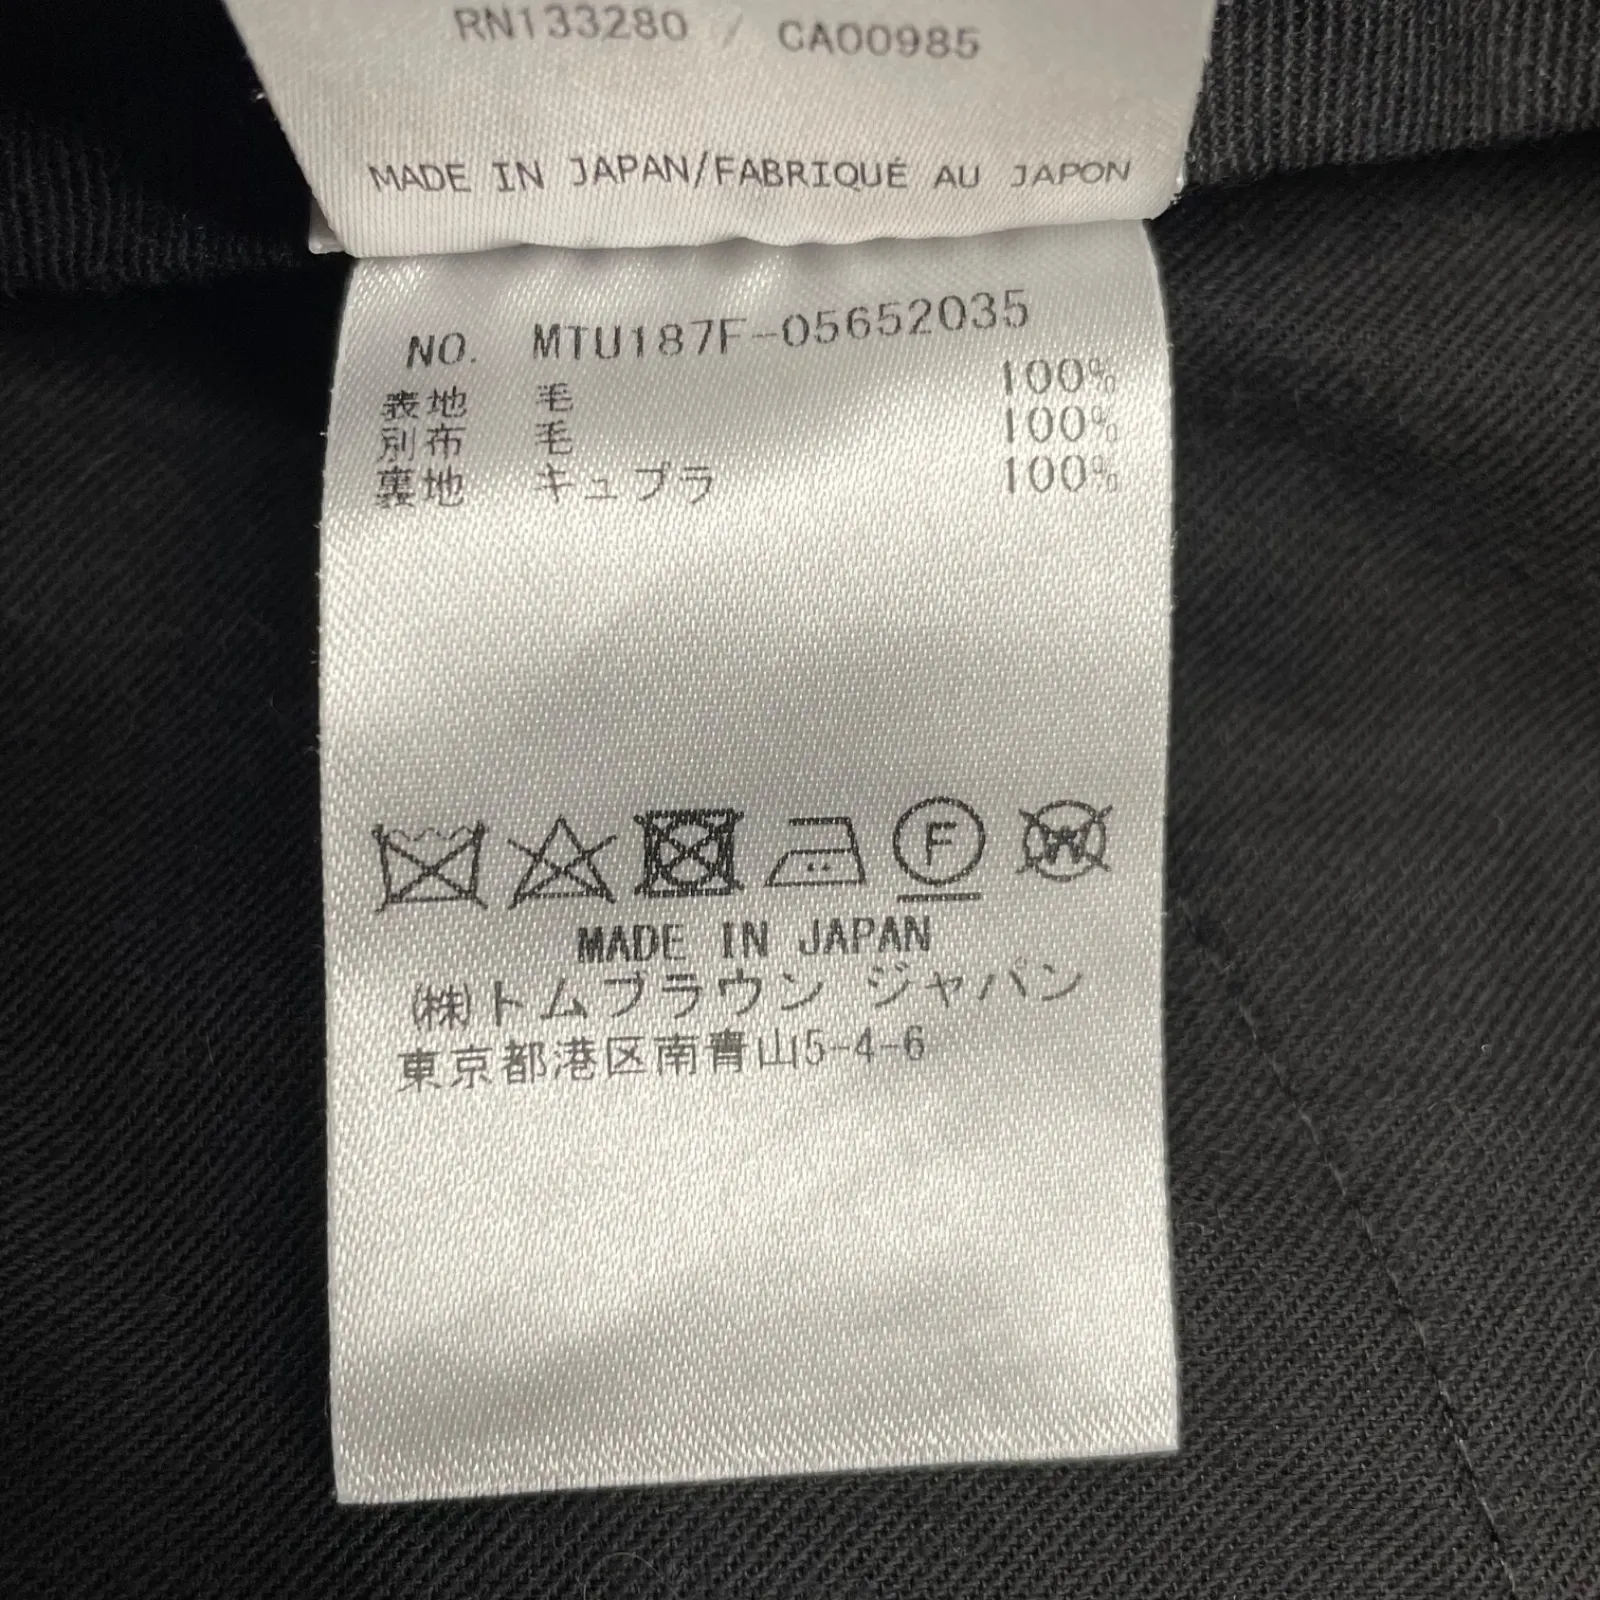 RN133280 / CA00985
MADE IN JAPAN/FABRIQUÉ AU JAPON
NO. MTU187F-05652035
表地 毛 100%
別布 毛 100%
裏地 キュプラ 100%
F W
MADE IN JAPAN
(株)トムブラウン ジャパン
東京都港区南青山5-4-6